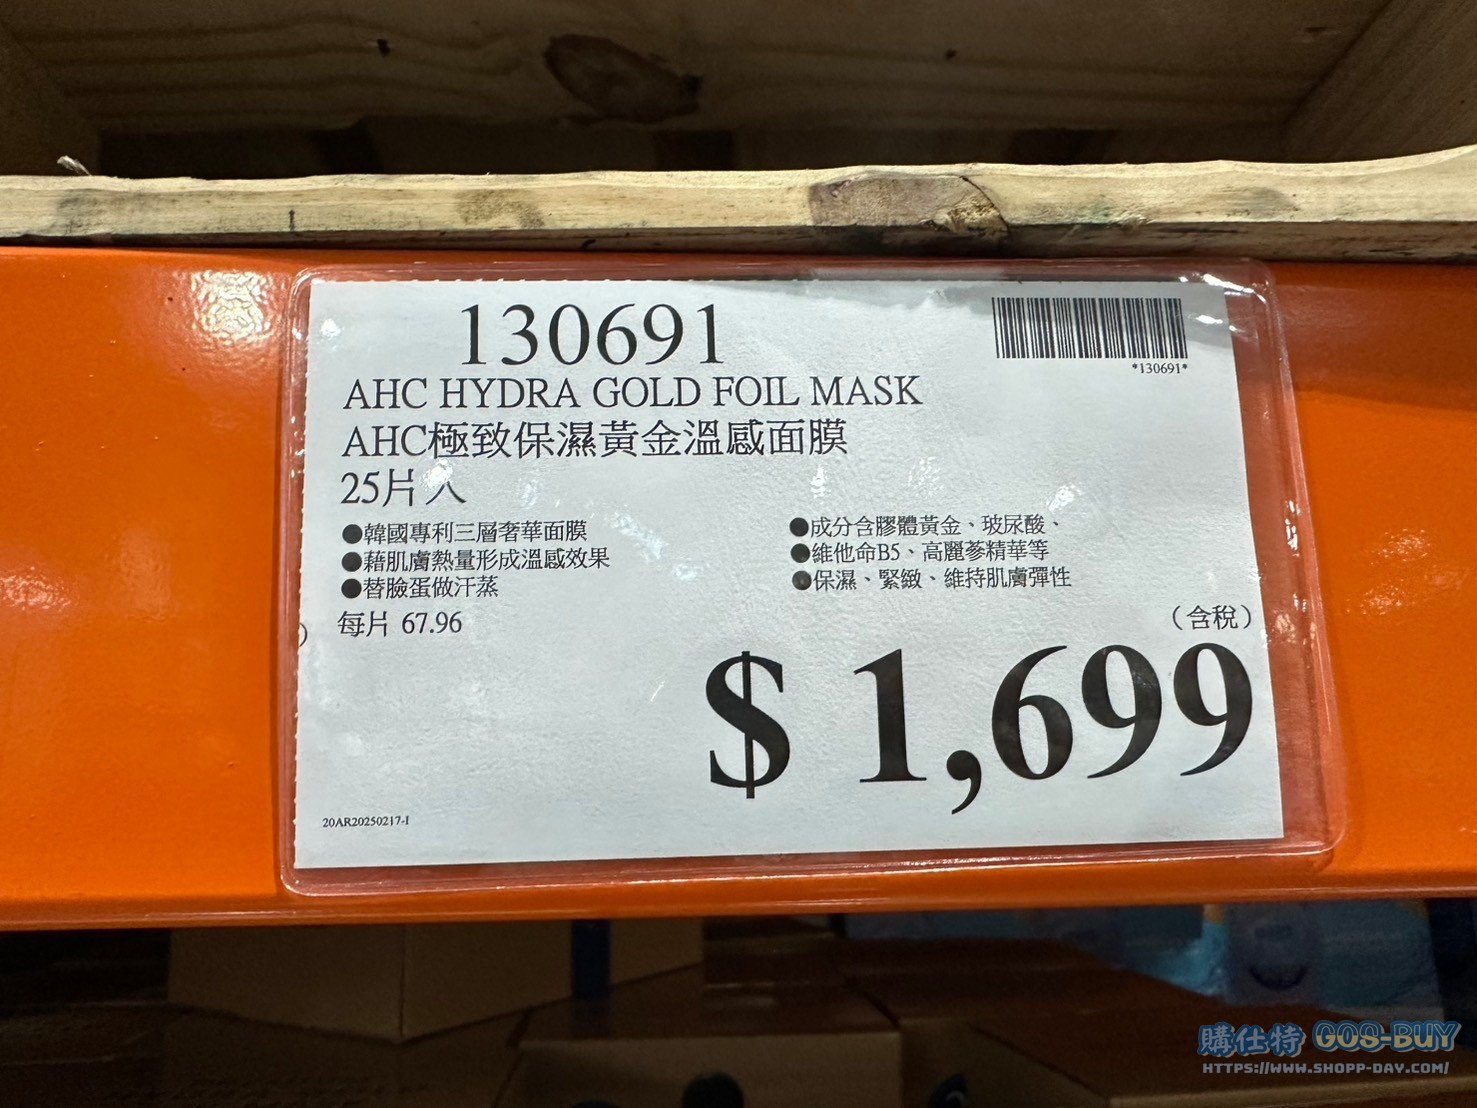 130691
*130691*
AHC HYDRA GOLD FOIL MASK
AHC極致保濕黃金溫感面膜
25片入
●韓國專利三層奢華面膜
●藉肌膚熱量形成溫感效果
●替臉蛋做汗蒸
●成分含膠體黃金、玻尿酸、
●維他命B5、高麗蔘精華等
●保濕、緊緻、維持肌膚彈性
每片 67.96
（含稅）
$ 1,699
20AR20250217-I
購仕特 GOS-BUY
HTTPS://WWW.SHOPP-DAY.COM/